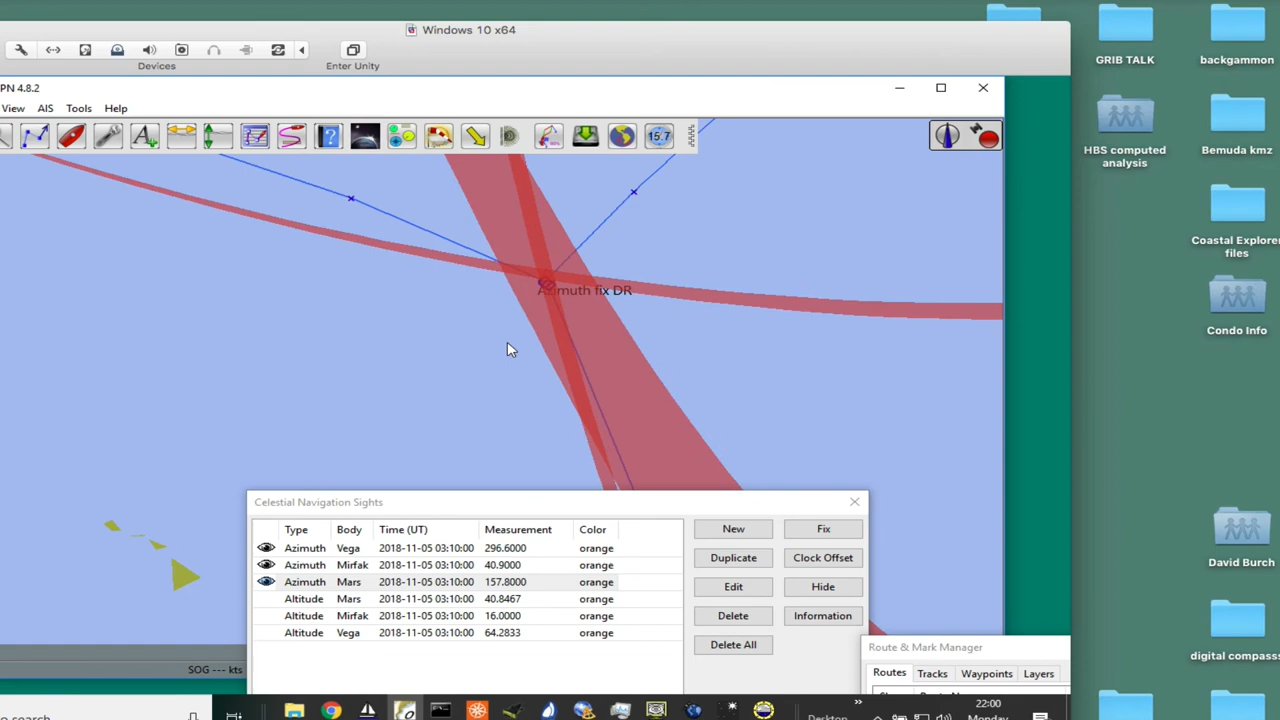 Windows 10 x64
Devices
Enter Unity
GRIB TALK
backgammon
PN 4.8.2
View AIS Tools Help
15.7
HBS computed
analysis
Bemuda kmz
Coastal Explorer
files
Azimuth fix DR
Condo Info
Celestial Navigation Sights
Type Body Time (UT) Measurement Color
Azimuth Vega 2018-11-05 03:10:00 296.6000 orange
Azimuth Mirfak 2018-11-05 03:10:00 40.9000 orange
Azimuth Mars 2018-11-05 03:10:00 157.8000 orange
Altitude Mars 2018-11-05 03:10:00 40.8467 orange
Altitude Mirfak 2018-11-05 03:10:00 16.0000 orange
Altitude Vega 2018-11-05 03:10:00 64.2833 orange
New Fix
Duplicate Clock Offset
Edit Hide
Delete Information
Delete All
David Burch
Route & Mark Manager
SOG --- kts
Routes Tracks Waypoints Layers
digital compass
22:00
Monday
Desktop
o search